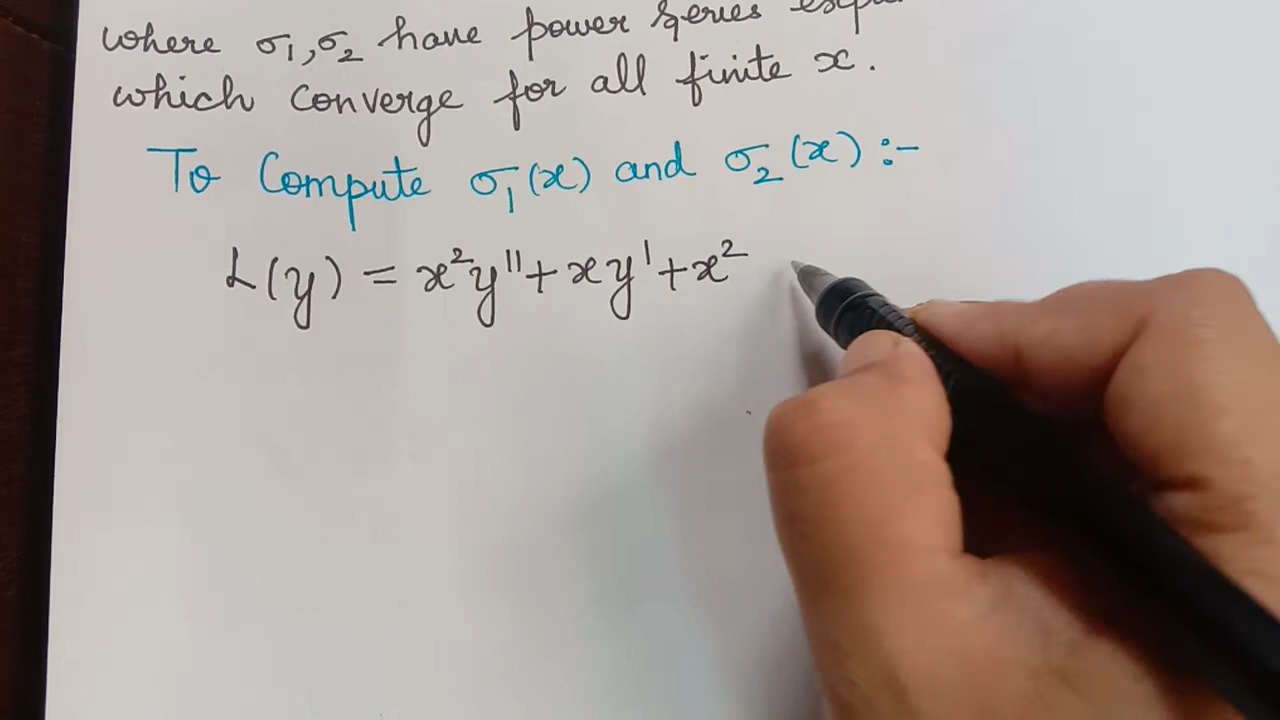 where σ₁, σ₂ have power series
which converge for all finite x.
To Compute σ₁(x) and σ₂(x) :-
L(y) = x²y'' + xy' + x²